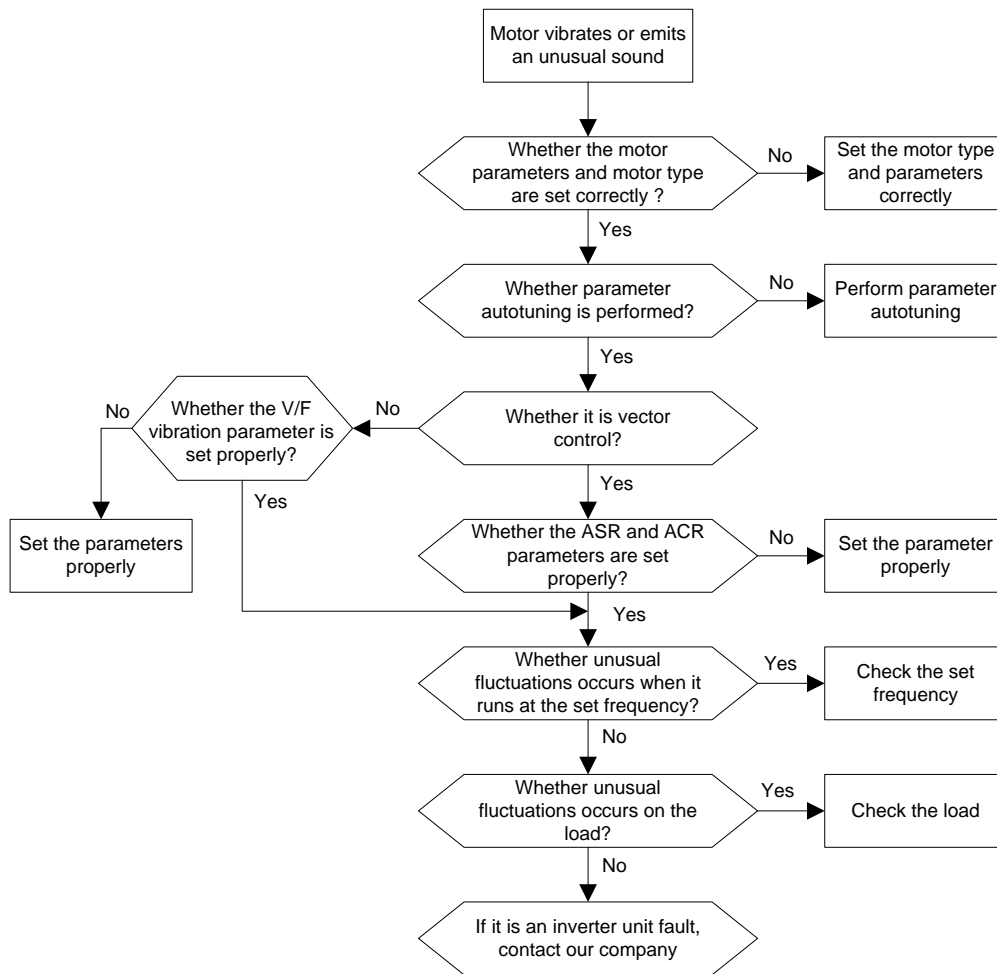 Motor vibrates or emits
an unusual sound
Whether the motor
parameters and motor type
are set correctly ?
No
Set the motor type
and parameters
correctly
Yes
Whether parameter
autotuning is performed?
No
Perform parameter
autotuning
Yes
Whether it is vector
control?
No
Whether the V/F
vibration parameter is
set properly?
No
Set the parameters
properly
Yes
Yes
Whether the ASR and ACR
parameters are set
properly?
No
Set the parameter
properly
Yes
Whether unusual
fluctuations occurs when it
runs at the set frequency?
Yes
Check the set
frequency
No
Whether unusual
fluctuations occurs on the
load?
Yes
Check the load
No
If it is an inverter unit fault,
contact our company